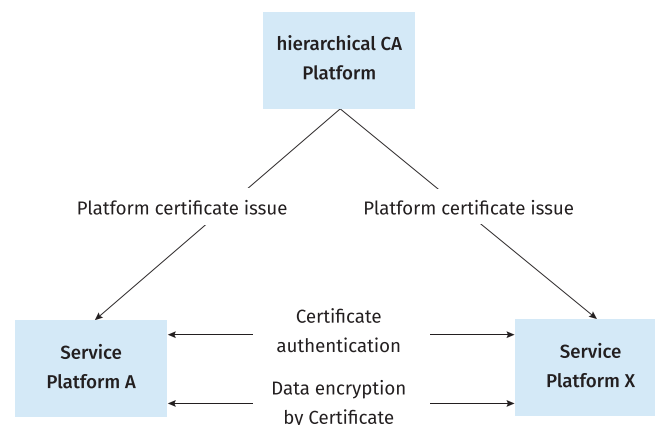 hierarchical CA
Platform
Platform certificate issue
Platform certificate issue
Certificate
authentication
Service
Platform A
Service
Platform X
Data encryption
by Certificate